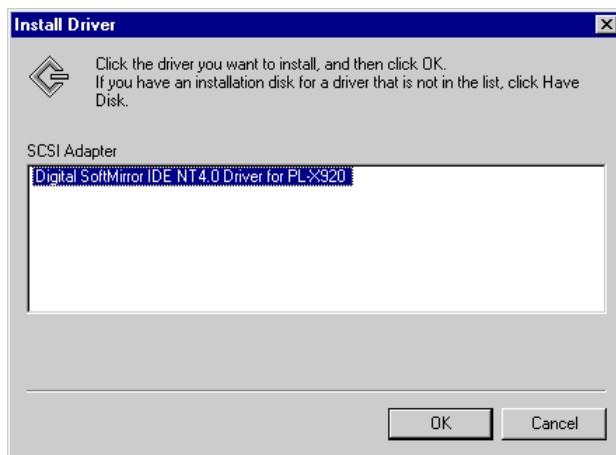 Install Driver
Click the driver you want to install, and then click OK.
If you have an installation disk for a driver that is not in the list, click Have
Disk.
SCSI Adapter
Digital SoftMirror IDE NT4.0 Driver for PL-X920
OK
Cancel